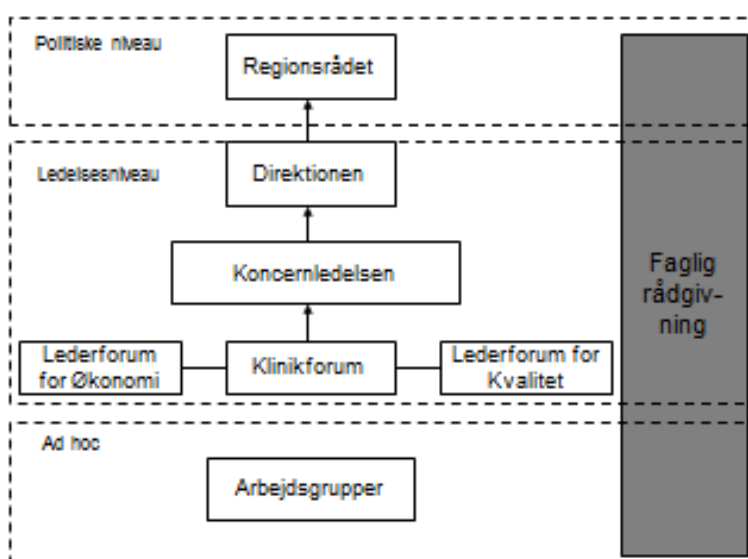 Politiske niveau
Regionsrådet
Ledelsesniveau
Direktionen
Koncernledelsen
Lederforum
for Økonomi
Klinikforum
Lederforum for
Kvalitet
Faglig
rådgiv-
ning
Ad hoc
Arbejdsgrupper